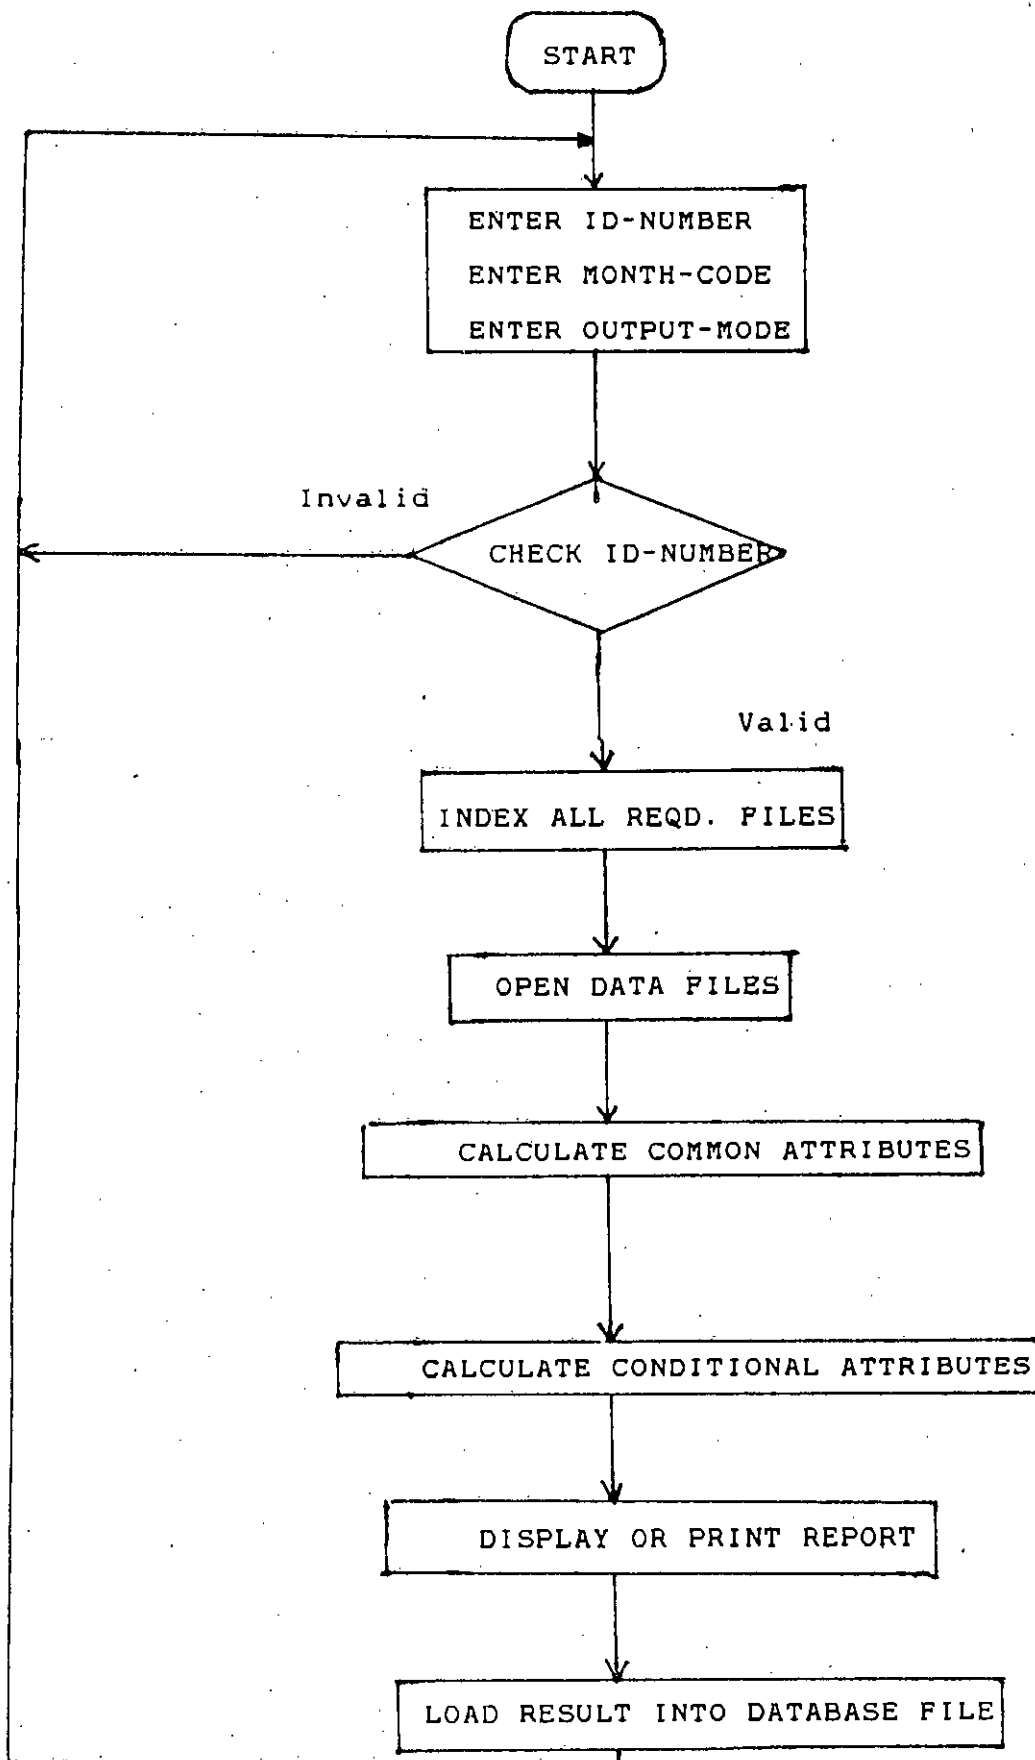 START
ENTER ID-NUMBER
ENTER MONTH-CODE
ENTER OUTPUT-MODE
Invalid
CHECK ID-NUMBER
Valid
INDEX ALL REQD. FILES
OPEN DATA FILES
CALCULATE COMMON ATTRIBUTES
CALCULATE CONDITIONAL ATTRIBUTES
DISPLAY OR PRINT REPORT
LOAD RESULT INTO DATABASE FILE